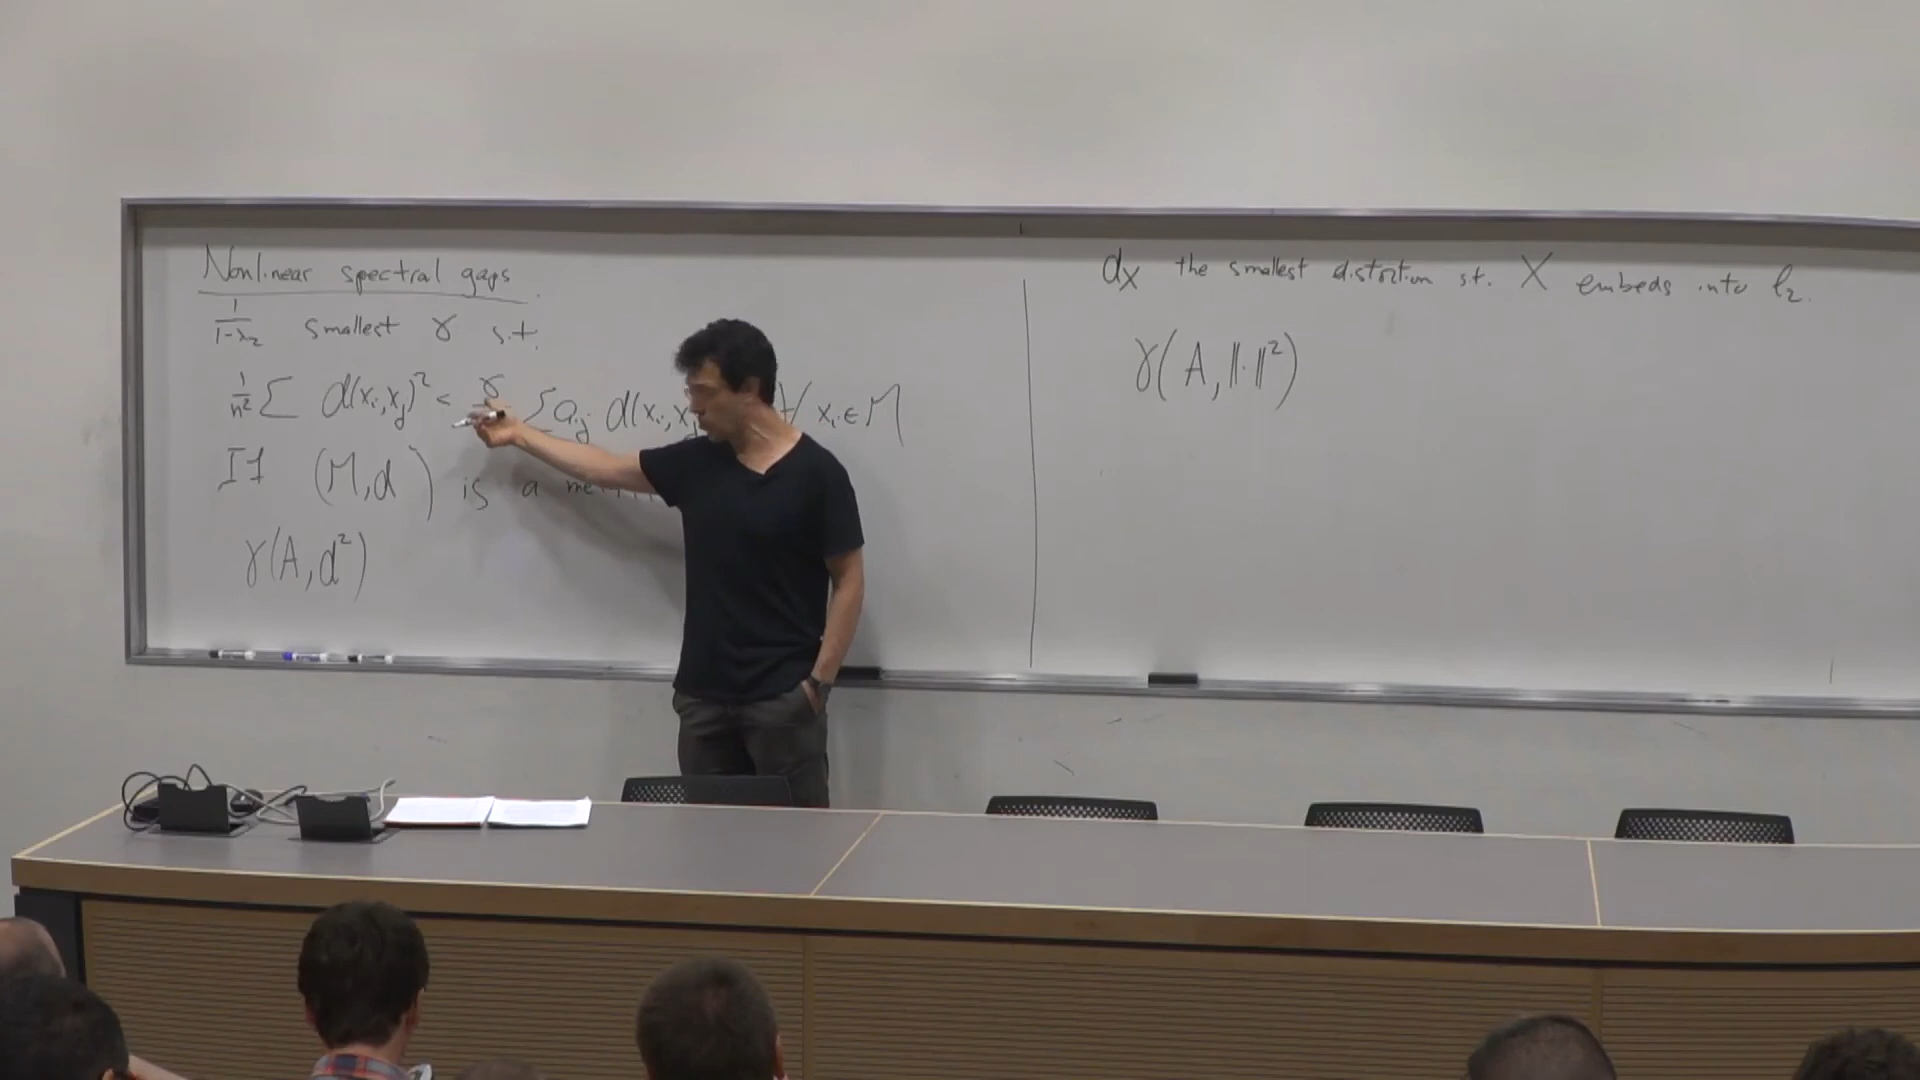 Nonlinear spectral gaps.
1/(1-λ₂) smallest γ s.t.
1/n² Σ d(xᵢ,xⱼ)² ≤ γ/ Σ aᵢⱼ d(xᵢ,xⱼ ∀ xᵢ∈M
If (M,d) is a
γ(A,d²)
d_X the smallest distortion s.t. X embeds into ℓ₂.
γ(A,‖·‖²)